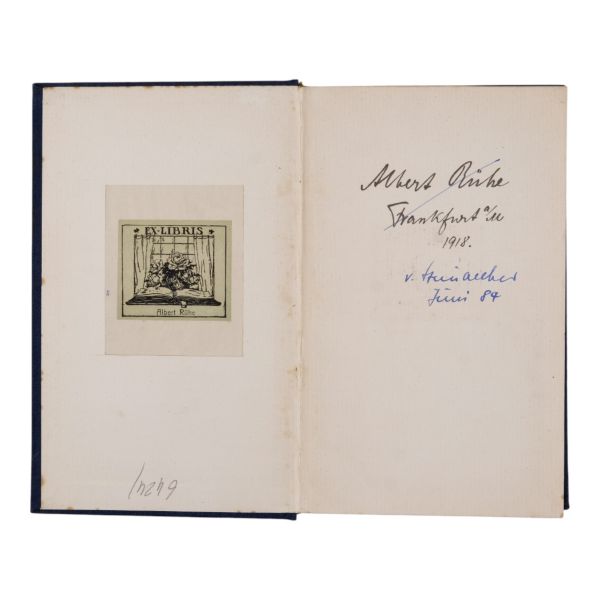 EX·LIBRIS
Albert Rühe
Albert Rühe
Frankfurt a/M
1918.
v.
Juni 84